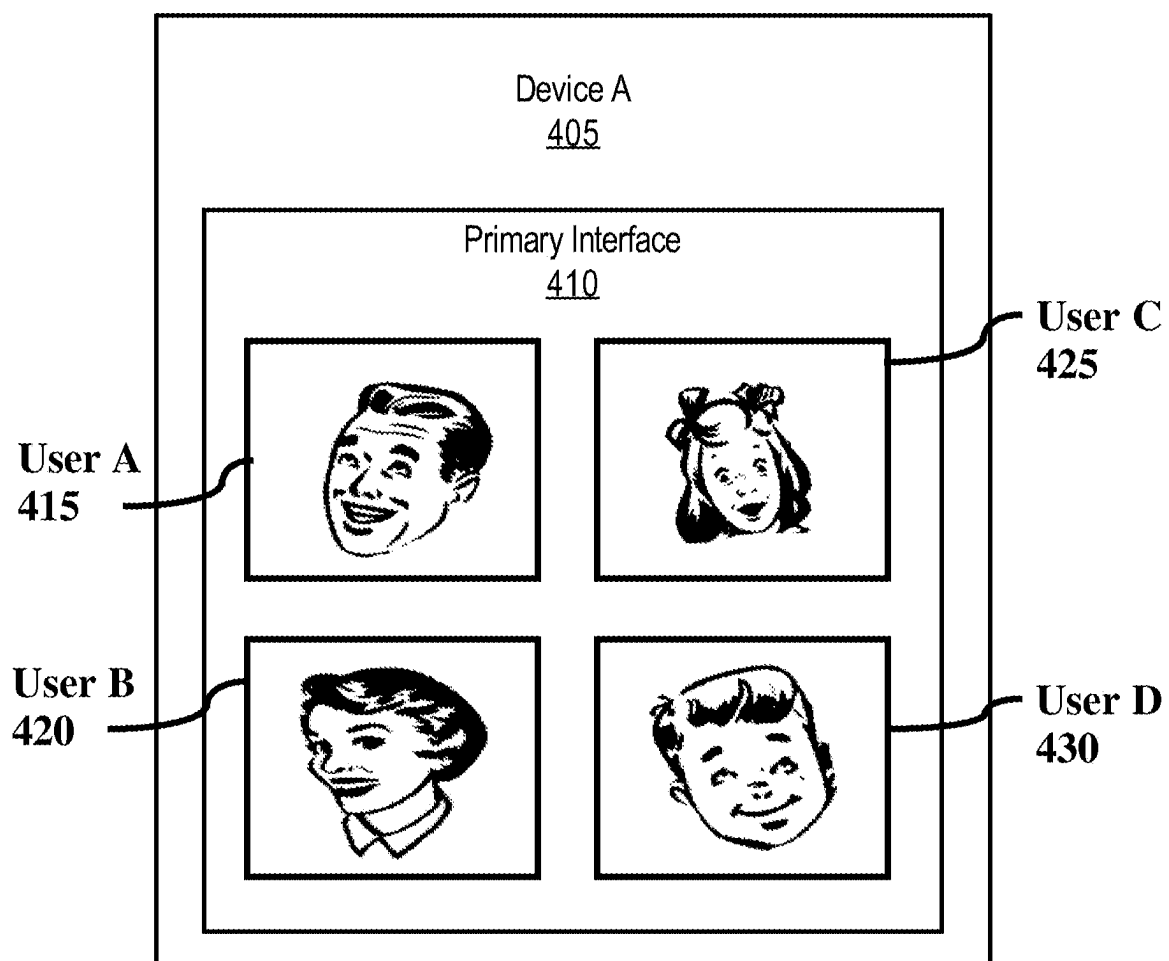 Device A
405
Primary Interface
410
User C
425
User A
415
User B
420
User D
430